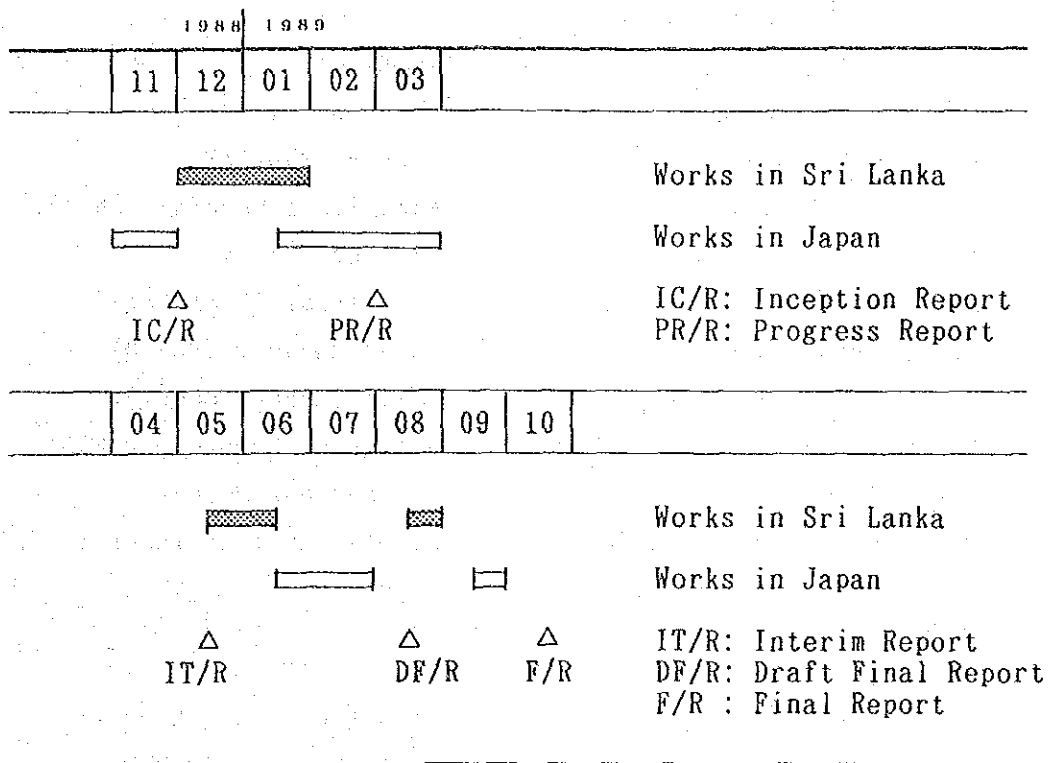 1988 1989
11 12 01 02 03
Works in Sri Lanka
Works in Japan
IC/R PR/R
IC/R: Inception Report
PR/R: Progress Report
04 05 06 07 08 09 10
Works in Sri Lanka
Works in Japan
IT/R DF/R F/R
IT/R: Interim Report
DF/R: Draft Final Report
F/R : Final Report